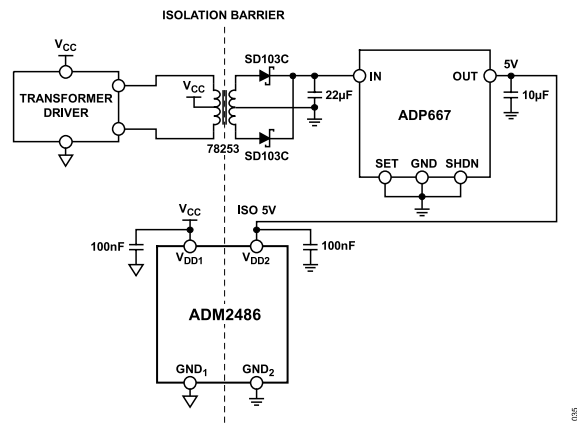 ISOLATION BARRIER
VCC
TRANSFORMER
DRIVER
VCC
78253
SD103C
SD103C
22µF
IN
OUT
ADP667
SET
GND
SHDN
5V
10µF
VCC
ISO 5V
100nF
100nF
VDD1
VDD2
ADM2486
GND1
GND2
035